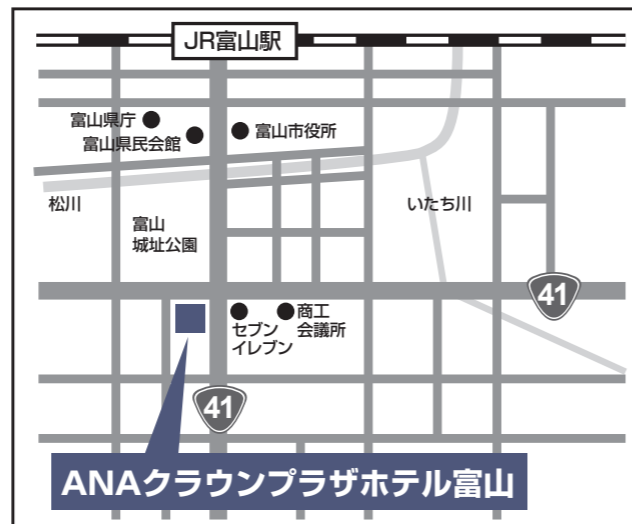 JR富山駅
富山県庁
富山県民会館
富山市役所
松川
富山
城址公園
いたち川
41
セブン
イレブン
商工
会議所
41
ANAクラウンプラザホテル富山